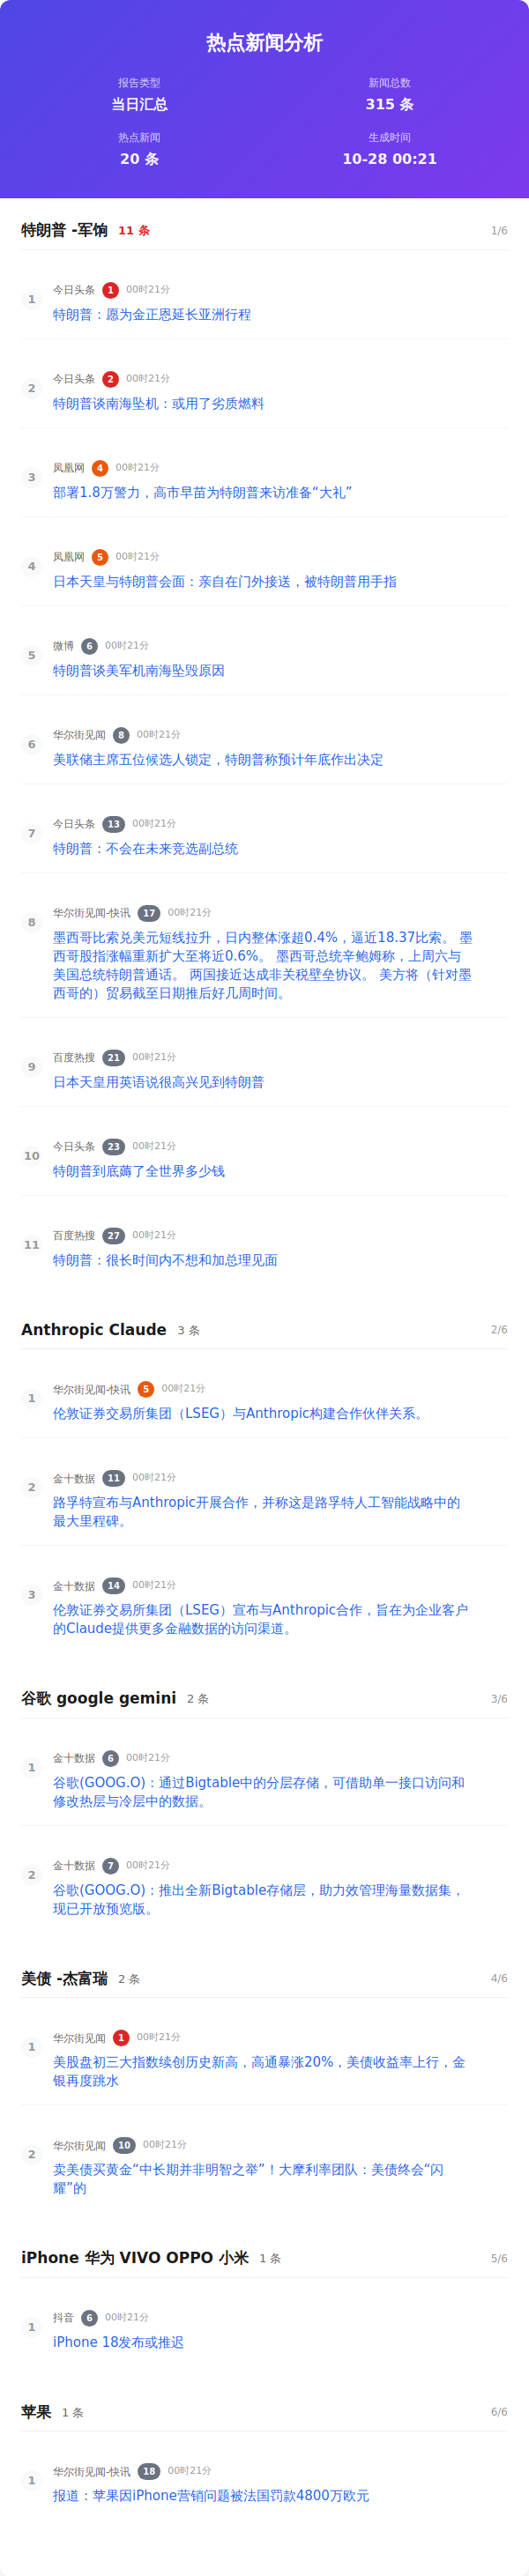 热点新闻分析
报告类型
当日汇总
新闻总数
315 条
热点新闻
20 条
生成时间
10-28 00:21
特朗普 -军饷 11 条 1/6
1
今日头条 1 00时21分
特朗普：愿为金正恩延长亚洲行程
2
今日头条 2 00时21分
特朗普谈南海坠机：或用了劣质燃料
3
凤凰网 4 00时21分
部署1.8万警力，高市早苗为特朗普来访准备“大礼”
4
凤凰网 5 00时21分
日本天皇与特朗普会面：亲自在门外接送，被特朗普用手指
5
微博 6 00时21分
特朗普谈美军机南海坠毁原因
6
华尔街见闻 8 00时21分
美联储主席五位候选人锁定，特朗普称预计年底作出决定
7
今日头条 13 00时21分
特朗普：不会在未来竞选副总统
8
华尔街见闻-快讯 17 00时21分
墨西哥比索兑美元短线拉升，日内整体涨超0.4%，逼近18.37比索。 墨
西哥股指涨幅重新扩大至将近0.6%。 墨西哥总统辛鲍姆称，上周六与
美国总统特朗普通话。 两国接近达成非关税壁垒协议。 美方将（针对墨
西哥的）贸易截至日期推后好几周时间。
9
百度热搜 21 00时21分
日本天皇用英语说很高兴见到特朗普
10
今日头条 23 00时21分
特朗普到底薅了全世界多少钱
11
百度热搜 27 00时21分
特朗普：很长时间内不想和加总理见面
Anthropic Claude 3 条 2/6
1
华尔街见闻-快讯 5 00时21分
伦敦证券交易所集团（LSEG）与Anthropic构建合作伙伴关系。
2
金十数据 11 00时21分
路孚特宣布与Anthropic开展合作，并称这是路孚特人工智能战略中的
最大里程碑。
3
金十数据 14 00时21分
伦敦证券交易所集团（LSEG）宣布与Anthropic合作，旨在为企业客户
的Claude提供更多金融数据的访问渠道。
谷歌 google gemini 2 条 3/6
1
金十数据 6 00时21分
谷歌(GOOG.O)：通过Bigtable中的分层存储，可借助单一接口访问和
修改热层与冷层中的数据。
2
金十数据 7 00时21分
谷歌(GOOG.O)：推出全新Bigtable存储层，助力效管理海量数据集，
现已开放预览版。
美债 -杰富瑞 2 条 4/6
1
华尔街见闻 1 00时21分
美股盘初三大指数续创历史新高，高通暴涨20%，美债收益率上行，金
银再度跳水
2
华尔街见闻 10 00时21分
卖美债买黄金“中长期并非明智之举”！大摩利率团队：美债终会“闪
耀”的
iPhone 华为 VIVO OPPO 小米 1 条 5/6
1
抖音 6 00时21分
iPhone 18发布或推迟
苹果 1 条 6/6
1
华尔街见闻-快讯 18 00时21分
报道：苹果因iPhone营销问题被法国罚款4800万欧元